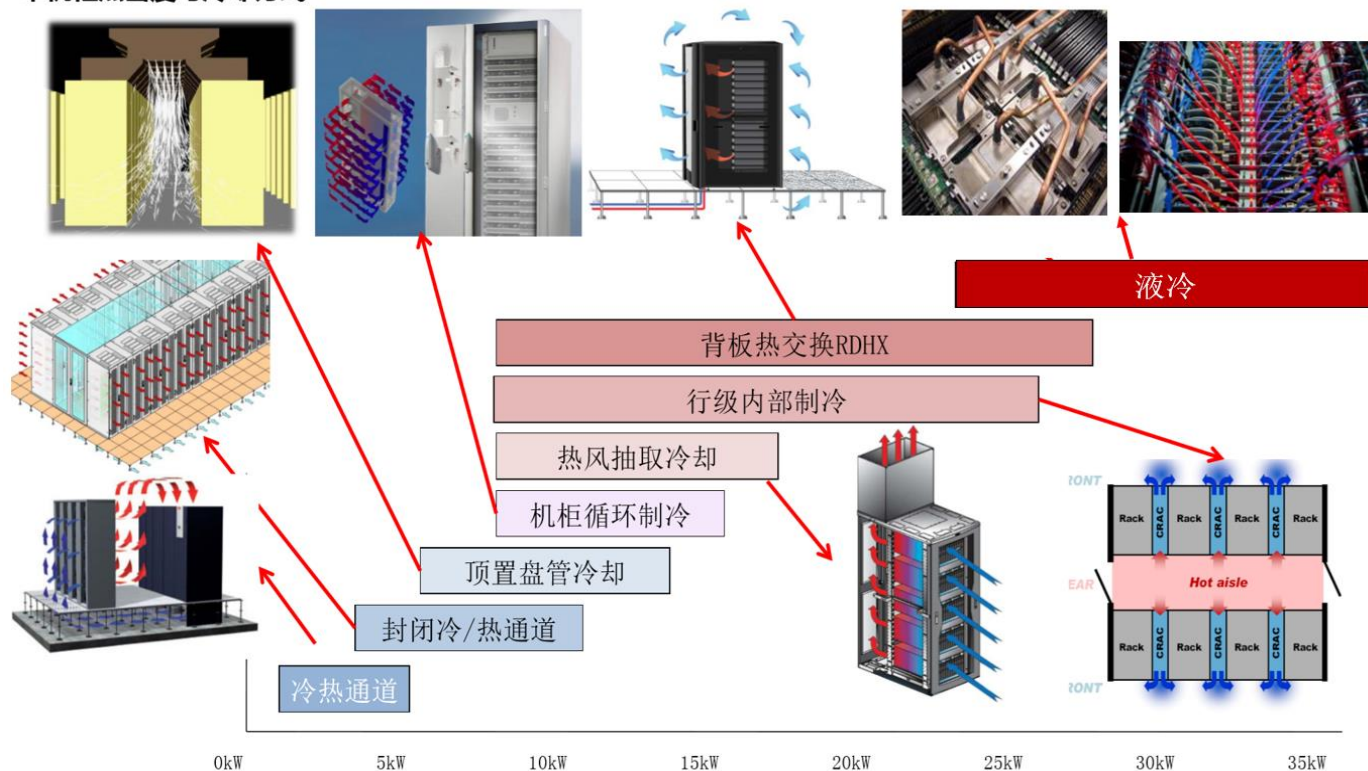 液冷
背板热交换RDHX
行级内部制冷
热风抽取冷却
机柜循环制冷
顶置盘管冷却
封闭冷/热通道
冷热通道
RONT
Rack CRAC Rack CRAC Rack CRAC Rack
EAR Hot aisle
Rack CRAC Rack CRAC Rack CRAC Rack
RONT
0kW 5kW 10kW 15kW 20kW 25kW 30kW 35kW